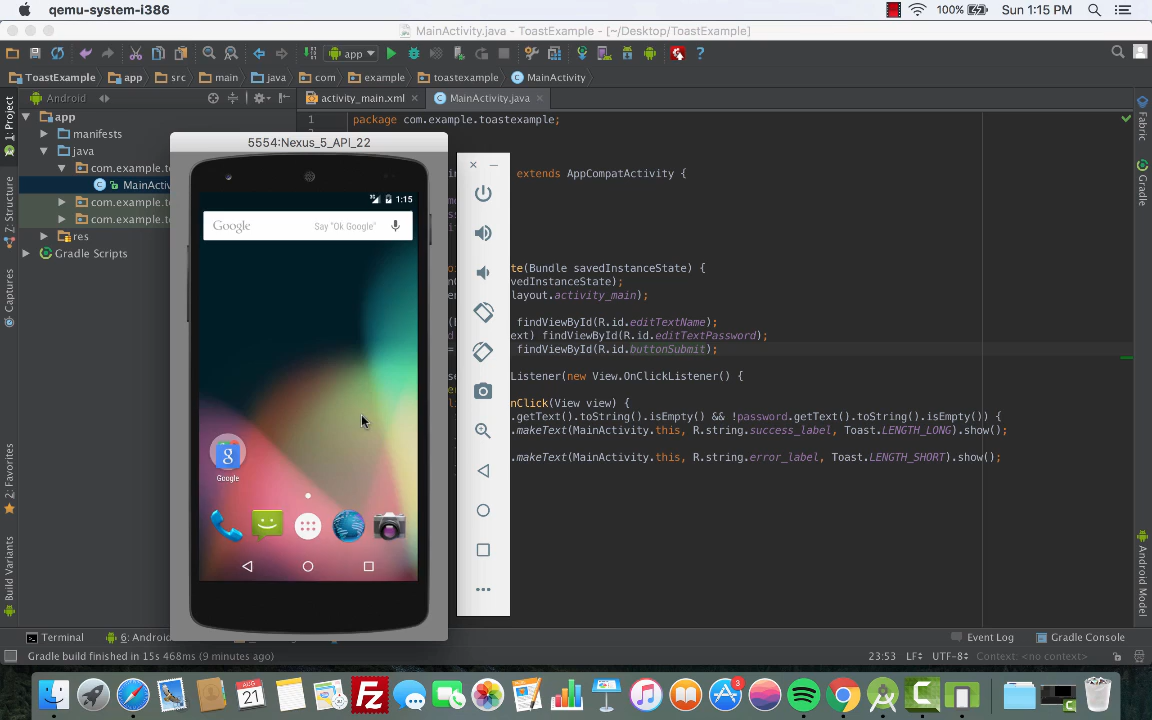 qemu-system-i386
100%
Sun 1:15 PM
MainActivity.java - ToastExample - [~/Desktop/ToastExample]
app
ToastExample
app
src
main
java
com
example
toastexample
MainActivity
Android
activity_main.xml
MainActivity.java
1: Project
Z: Structure
Captures
2: Favorites
Build Variants
app
manifests
java
com.example.t
MainActiv
com.example.t
com.example.t
res
Gradle Scripts
1
package com.example.toastexample;
extends AppCompatActivity {
te(Bundle savedInstanceState) {
vedInstanceState);
layout.activity_main);
findViewById(R.id.editTextName);
ext) findViewById(R.id.editTextPassword);
= findViewById(R.id.buttonSubmit);
Listener(new View.OnClickListener() {
nClick(View view) {
.getText().toString().isEmpty() && !password.getText().toString().isEmpty()) {
.makeText(MainActivity.this, R.string.success_label, Toast.LENGTH_LONG).show();
.makeText(MainActivity.this, R.string.error_label, Toast.LENGTH_SHORT).show();
5554:Nexus_5_API_22
1:15
Google
Say "Ok Google"
Google
Fabric
Gradle
Android Model
Terminal
6: Android
Event Log
Gradle Console
Gradle build finished in 15s 468ms (9 minutes ago)
23:53
LF
UTF-8
Context: <no context>
AUG
21
3